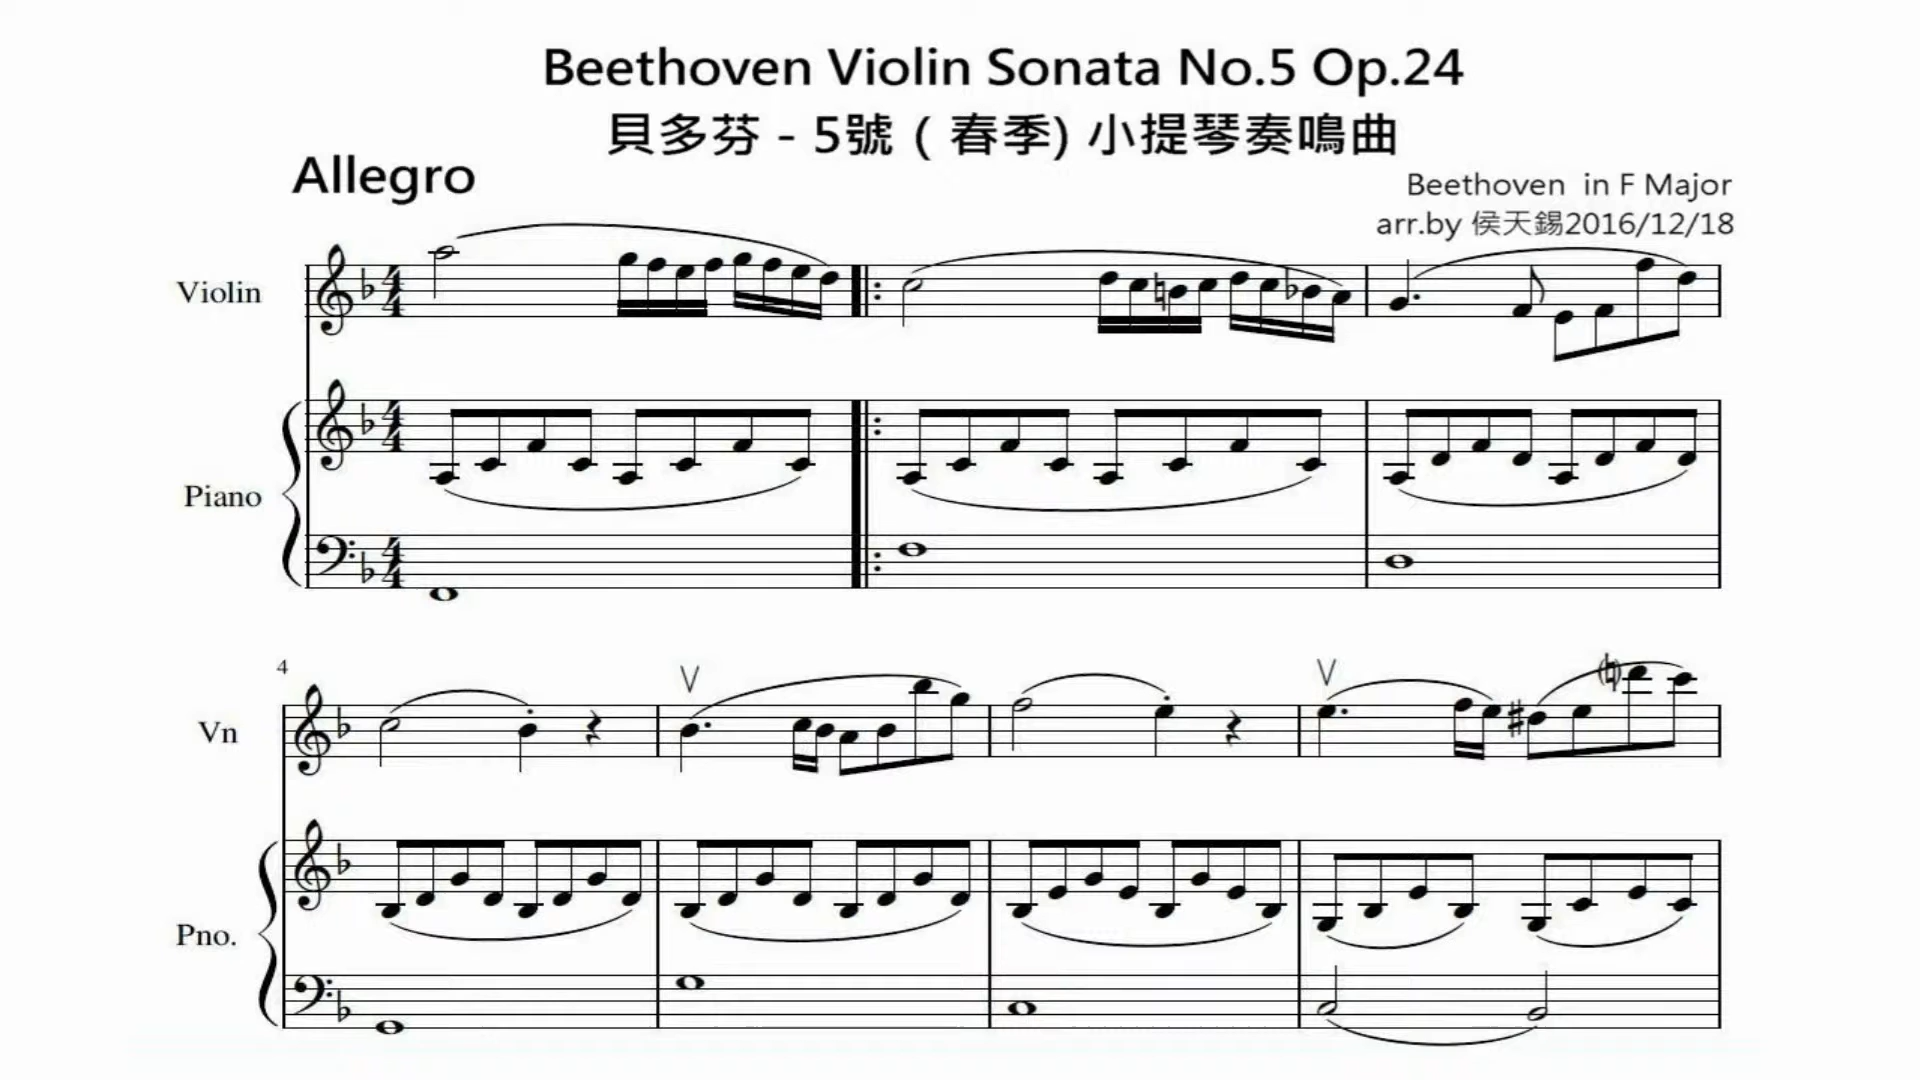 Beethoven Violin Sonata No.5 Op.24
貝多芬 - 5號 ( 春季) 小提琴奏鳴曲
Allegro
Beethoven in F Major
arr.by 侯天錫2016/12/18
Violin
Piano
4
Vn
Pno.